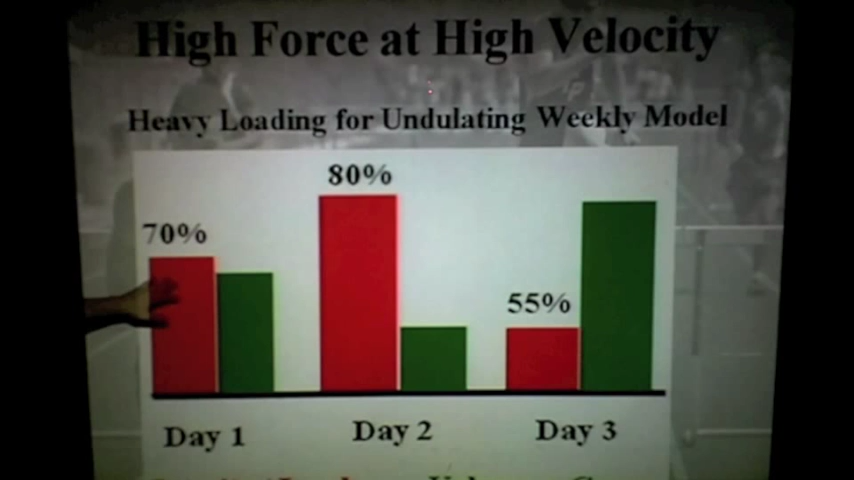 High Force at High Velocity
Heavy Loading for Undulating Weekly Model
80%
70%
55%
Day 1 Day 2 Day 3